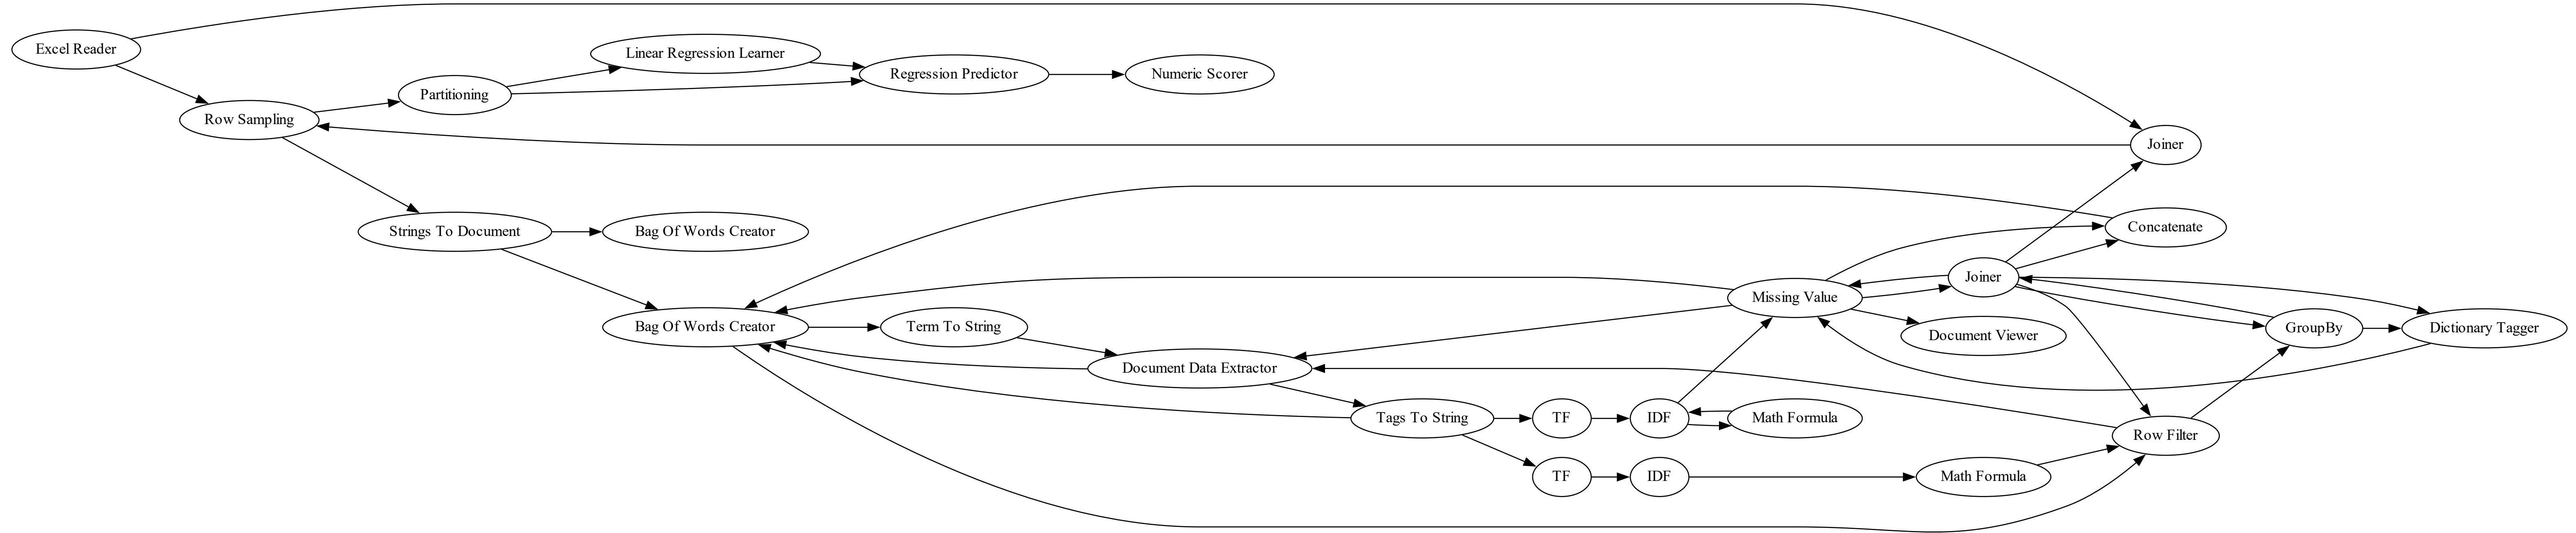 Excel Reader
Linear Regression Learner
Regression Predictor
Numeric Scorer
Partitioning
Row Sampling
Joiner
Strings To Document
Bag Of Words Creator
Concatenate
Joiner
Missing Value
Bag Of Words Creator
Term To String
Document Viewer
GroupBy
Dictionary Tagger
Document Data Extractor
Tags To String
TF
IDF
Math Formula
Row Filter
TF
IDF
Math Formula